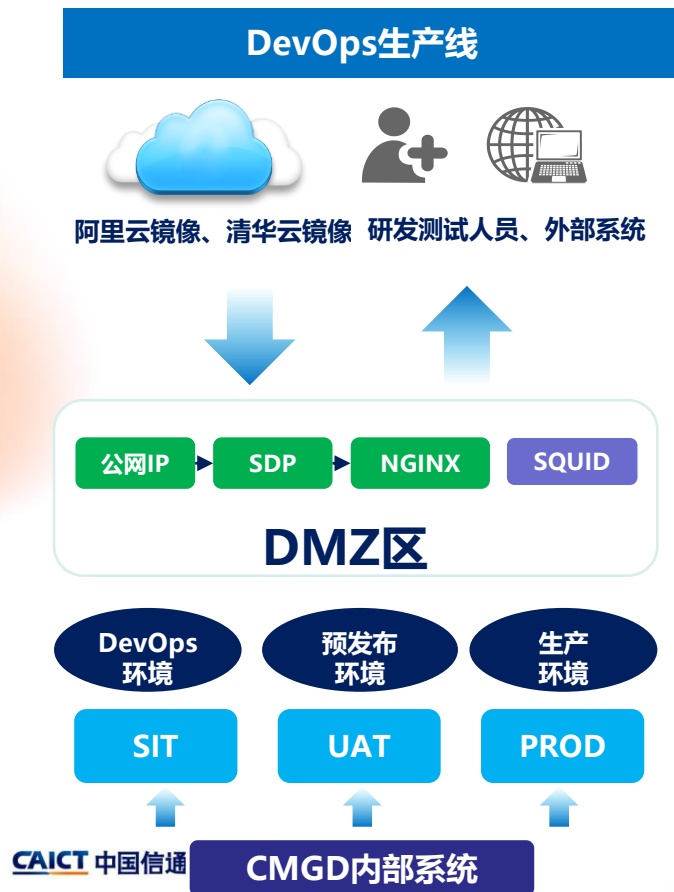 DevOps生产线
阿里云镜像、清华云镜像
研发测试人员、外部系统
公网IP
SDP
NGINX
SQUID
DMZ区
DevOps
环境
预发布
环境
生产
环境
SIT
UAT
PROD
CAICT 中国信通
CMGD内部系统